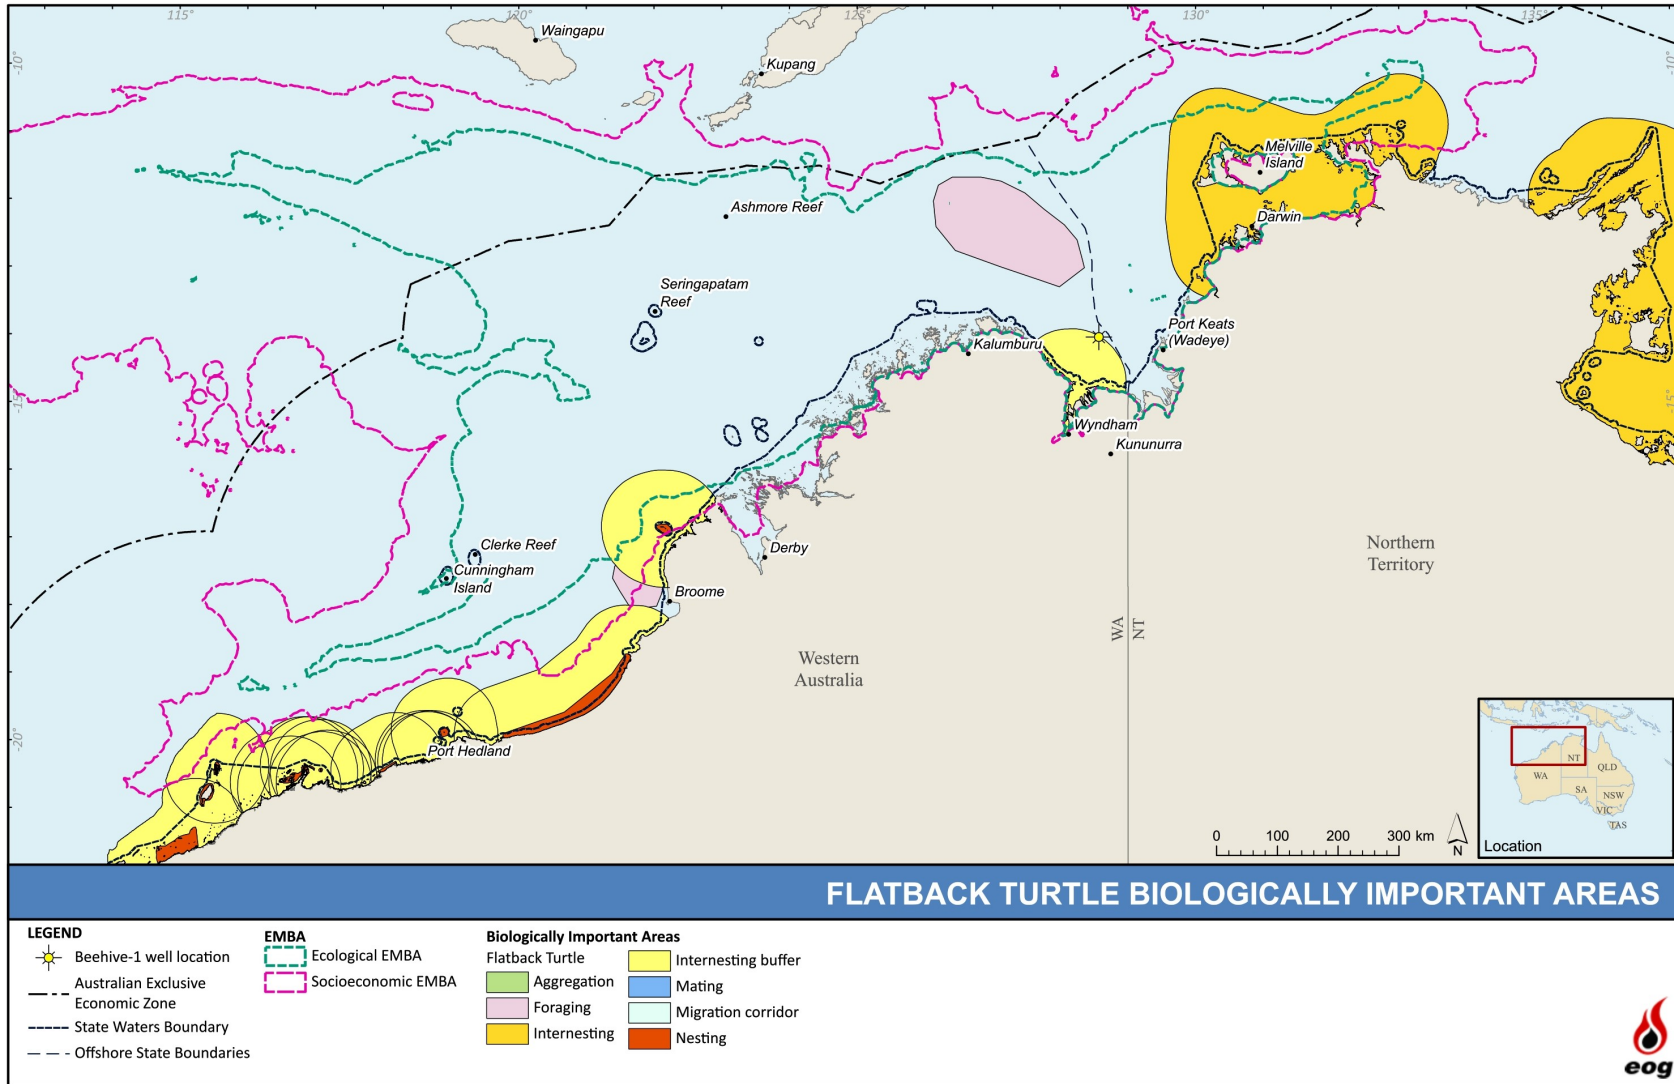 115°
120°
125°
130°
135°
-10°
-10°
Waingapu
Kupang
Melville
Island
Ashmore Reef
Darwin
Seringapatam
Reef
Port Keats
(Wadeye)
Kalumburu
-15°
-15°
Wyndham
Kununurra
Clerke Reef
Derby
Northern
Territory
Cunningham
Island
Broome
WA
NT
Western
Australia
-20°
Port Hedland
0 100 200 300 km
N
WA
NT
QLD
SA
NSW
VIC
TAS
Location
FLATBACK TURTLE BIOLOGICALLY IMPORTANT AREAS
LEGEND
Beehive-1 well location
Australian Exclusive
Economic Zone
State Waters Boundary
Offshore State Boundaries
EMBA
Ecological EMBA
Socioeconomic EMBA
Biologically Important Areas
Flatback Turtle
Aggregation
Foraging
Internesting
Internesting buffer
Mating
Migration corridor
Nesting
eog